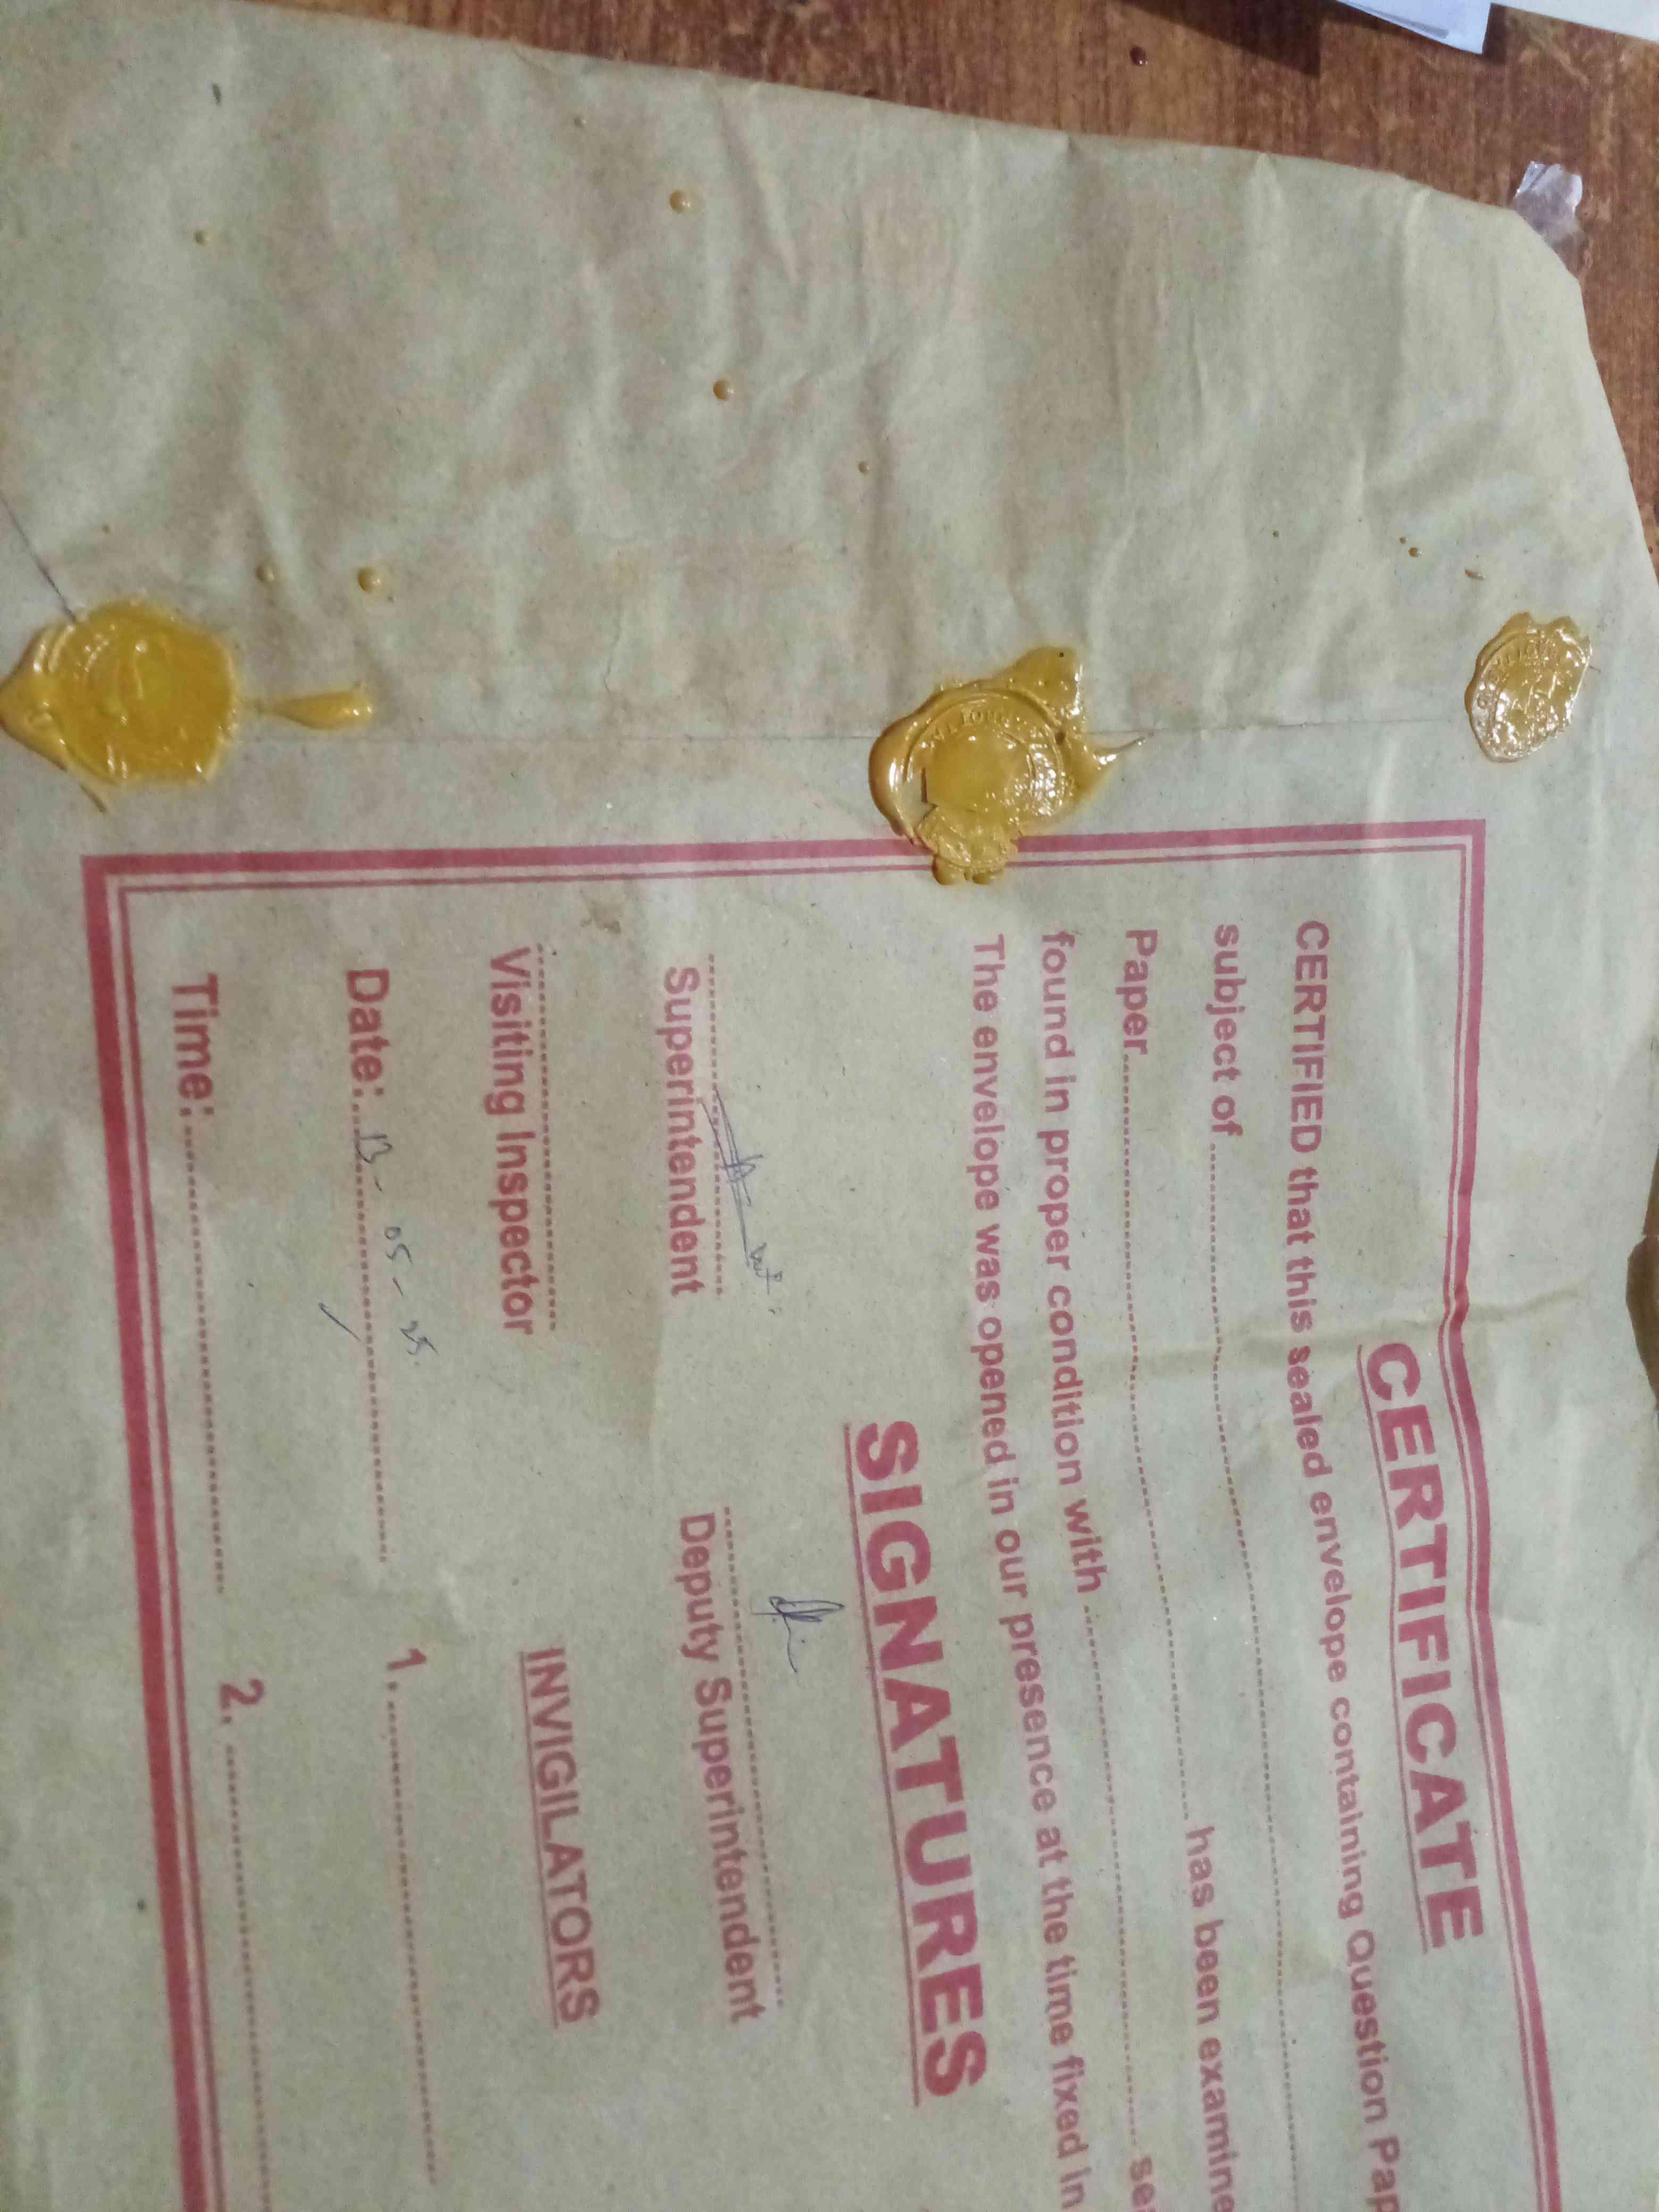 CERTIFICATE
CERTIFIED that this sealed envelope containing Question Pap
subject of
Paper has been examine
found in proper condition with sea
The envelope was opened in our presence at the time fixed in
SIGNATURES
Superintendent Deputy Superintendent
Visiting Inspector INVIGILATORS
Date: 13-05-25. 1.
Time: 2.